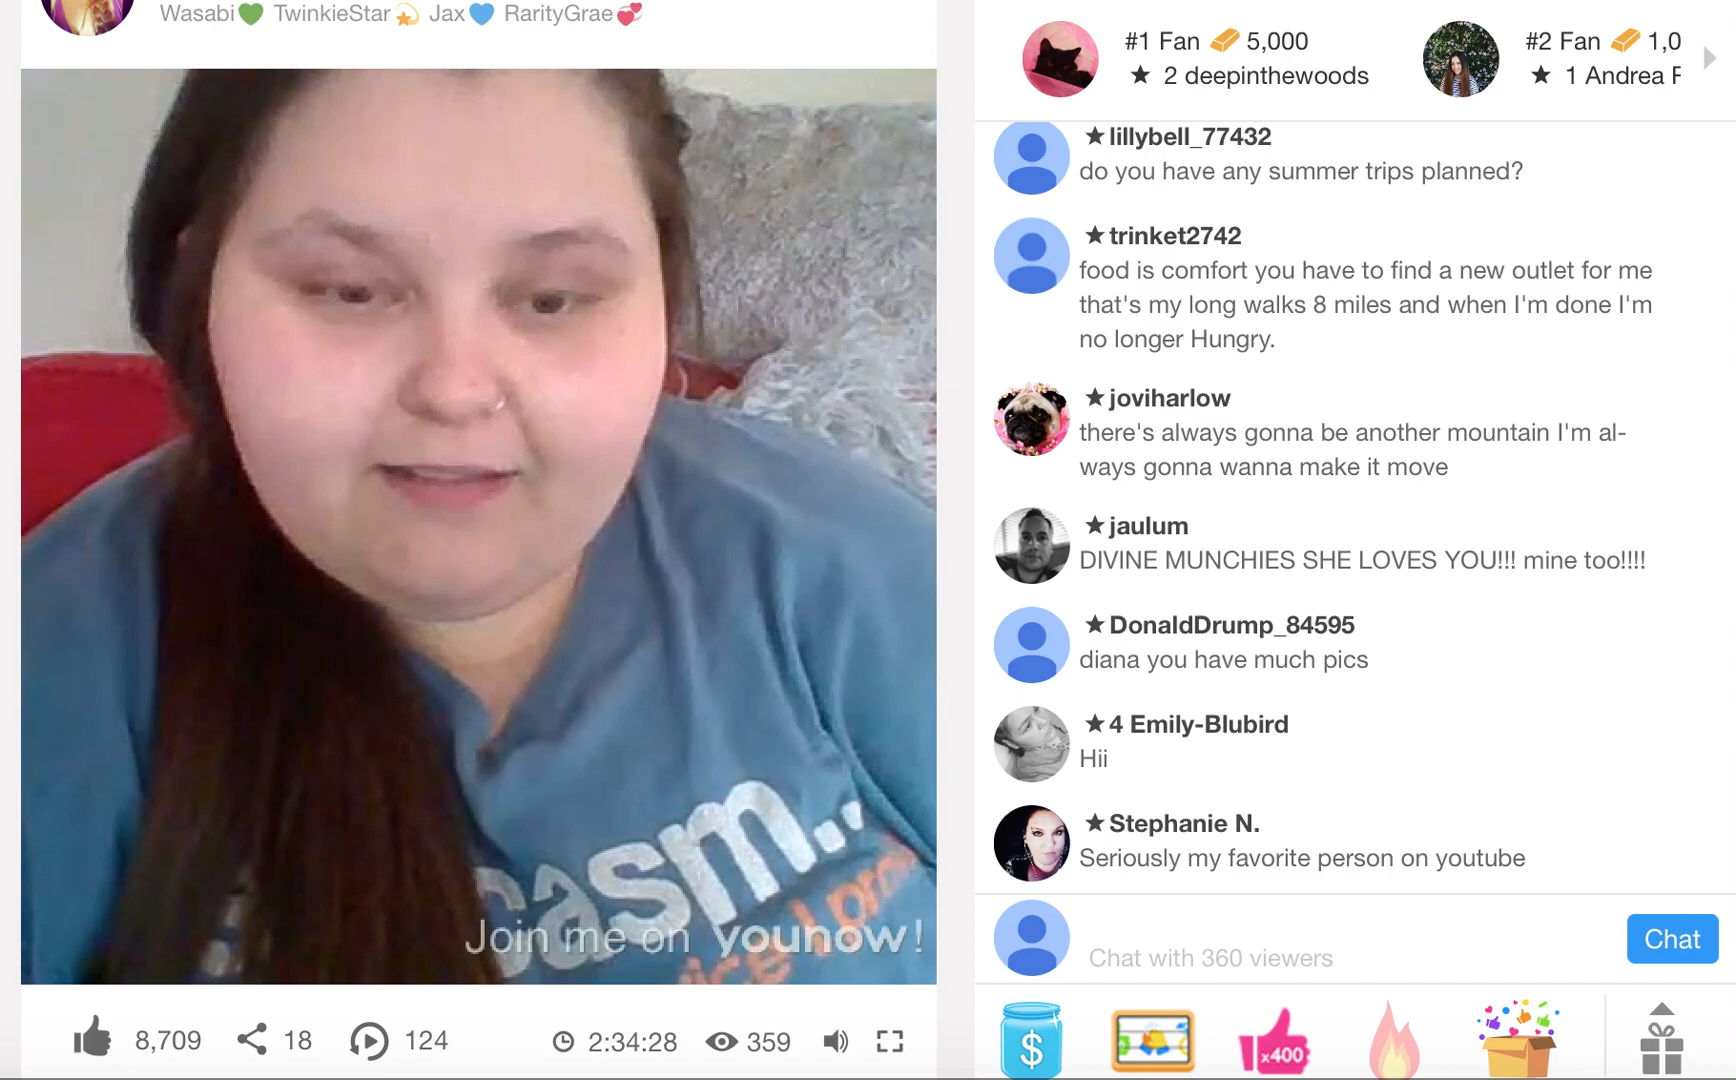 Wasabi💚 TwinkieStar💫 Jax💙 RarityGrae💞
#1 Fan 5,000
★ 2 deepinthewoods
#2 Fan 1,0
★ 1 Andrea F
★ lillybell_77432
do you have any summer trips planned?
★ trinket2742
food is comfort you have to find a new outlet for me
that's my long walks 8 miles and when I'm done I'm
no longer Hungry.
★ joviharlow
there's always gonna be another mountain I'm al-
ways gonna wanna make it move
★ jaulum
DIVINE MUNCHIES SHE LOVES YOU!!! mine too!!!!
★ DonaldDrump_84595
diana you have much pics
★ 4 Emily-Blubird
Hii
★ Stephanie N.
Seriously my favorite person on youtube
Chat with 360 viewers
Chat
$
x400
asm..
Join me on younow!
8,709 18 124 2:34:28 359